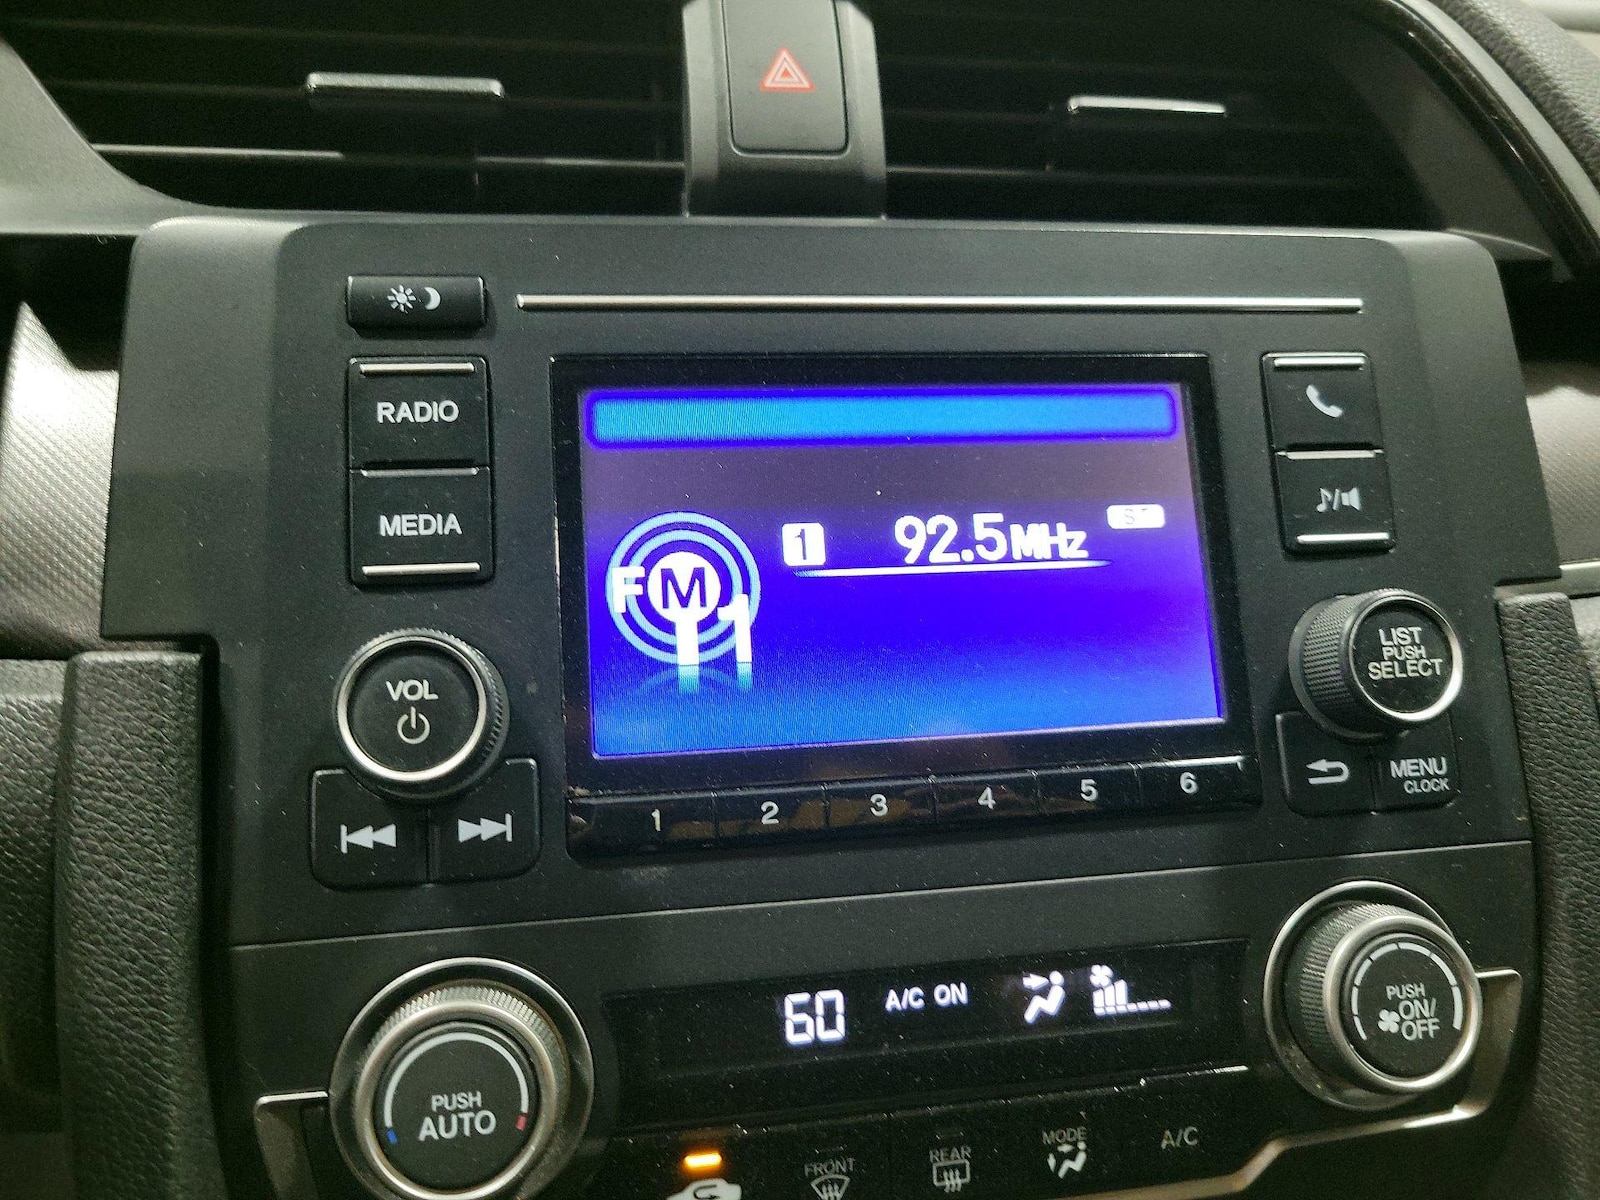 RADIO
MEDIA
VOL
FM
1
1
92.5MHz
ST
LIST
PUSH
SELECT
MENU
CLOCK
1
2
3
4
5
6
60
A/C ON
PUSH
AUTO
PUSH
ON/
OFF
FRONT
REAR
MODE
A/C